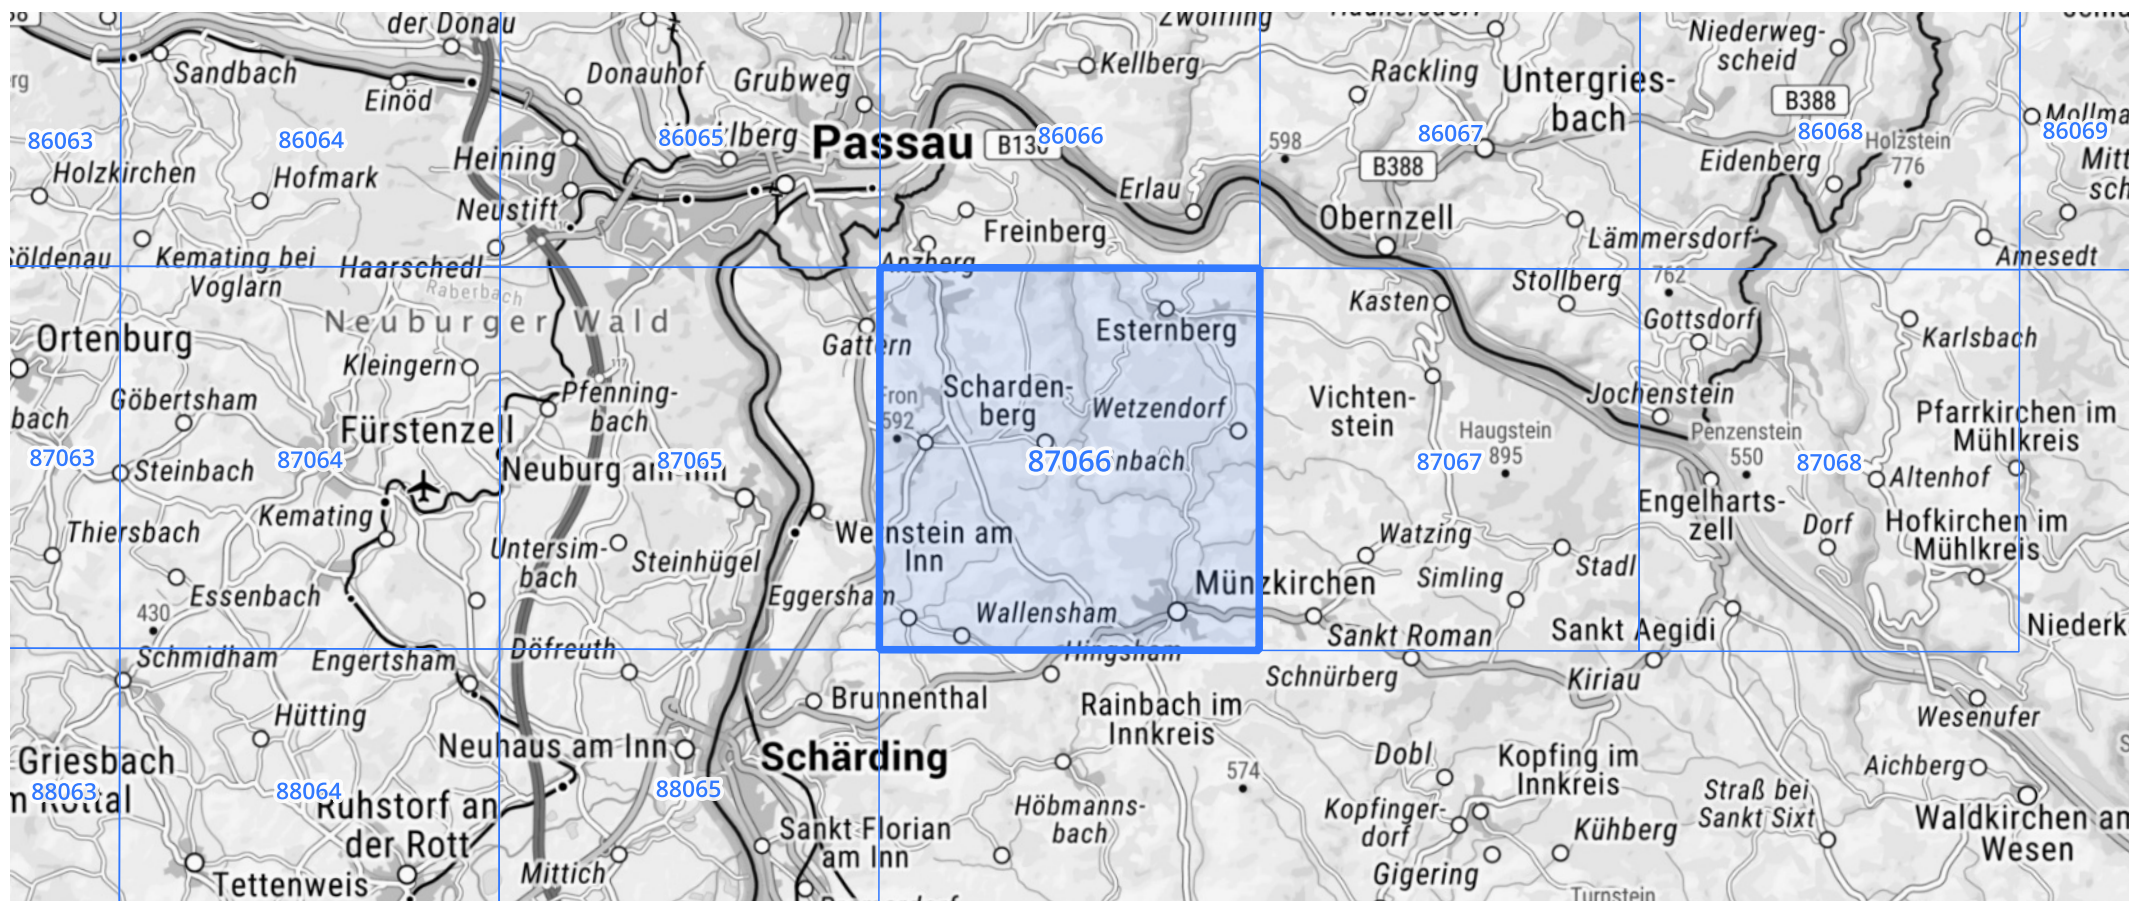 der Donau
Zwölfling
Niederweg-
scheid
Sandbach
Einöd
Donauhof
Grubweg
Kellberg
Rackling
Untergries-
bach
B388
86063
86064
86065
Passau
86066
598
86067
B388
86068
Holzstein
776
86069
Holzkirchen
Hofmark
Heining
Erlau
Eidenberg
Neustift
Freinberg
Obernzell
Lämmersdorf
Kemating bei
Voglarn
Haarschedl
Anzberg
Amesedt
Raberbach
Neuburger Wald
Esternberg
Kasten
Stollberg
762
Gottsdorf
Karlsbach
Ortenburg
Kleingern
Gattern
Göbertsham
Pfenning-
bach
117
Fron
592
Scharden-
berg
Wetzendorf
Vichten-
stein
Jochenstein
Pfarrkirchen im
Mühlkreis
bach
Fürstenzell
Haugstein
895
Penzenstein
550
87063
Steinbach
87064
Neuburg am Inn
87065
87066
nbach
87067
87068
Altenhof
Thiersbach
Kemating
Untersim-
bach
Steinhügel
Wernstein am
Inn
Watzing
Stadl
Engelharts-
zell
Dorf
Hofkirchen im
Mühlkreis
Essenbach
430
Eggersham
Wallensham
Münzkirchen
Simling
Schmidham
Engertsham
Döfreuth
Hingsham
Sankt Roman
Sankt Aegidi
Niederk
Hütting
Brunnenthal
Rainbach im
Innkreis
Schnürberg
Kiriau
Wesenufer
Griesbach
m Rottal
88063
88064
Neuhaus am Inn
88065
Schärding
574
Dobl
Kopfing im
Innkreis
Aichberg
Ruhstorf an
der Rott
Höbmanns-
bach
Kopfinger-
dorf
Kühberg
Straß bei
Sankt Sixt
Waldkirchen am
Wesen
Tettenweis
Mittich
Sankt Florian
am Inn
Gigering
Turnstein